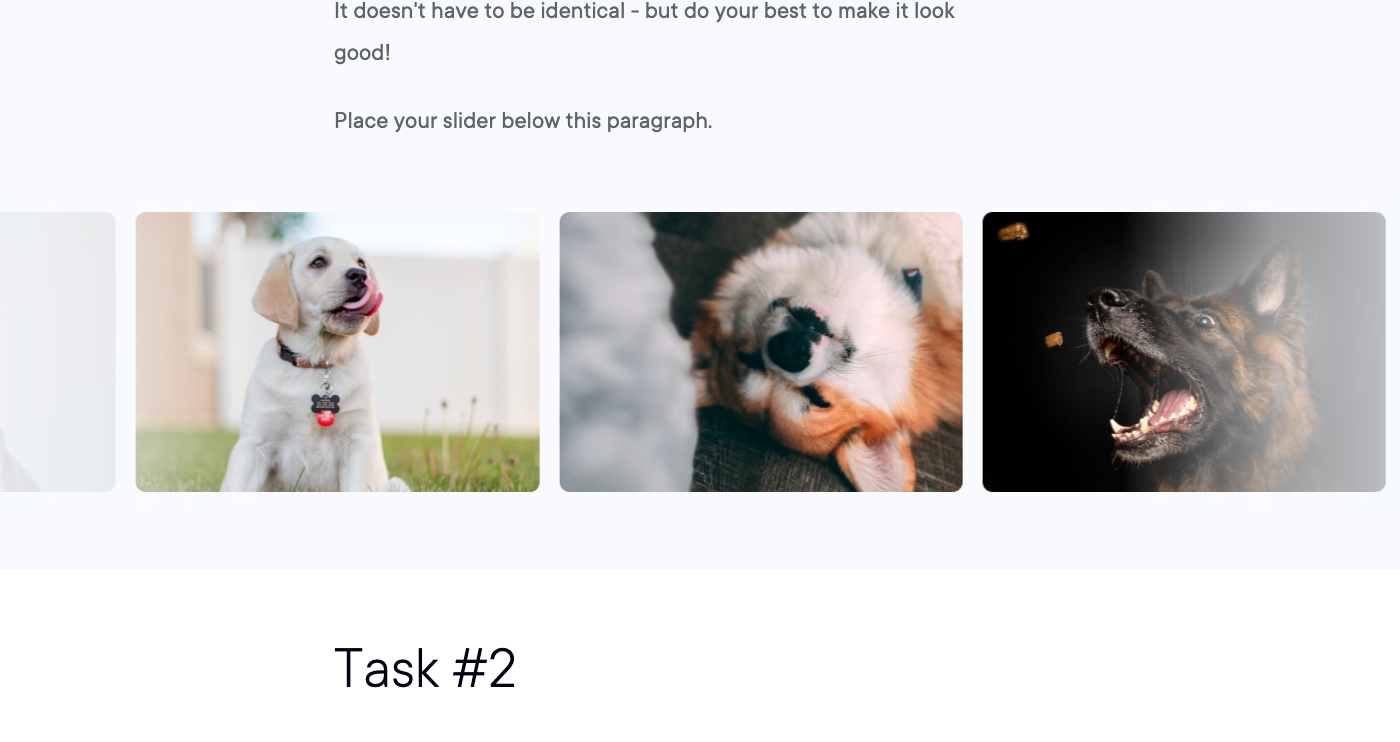 It doesn't have to be identical - but do your best to make it look
good!
Place your slider below this paragraph.
Task #2